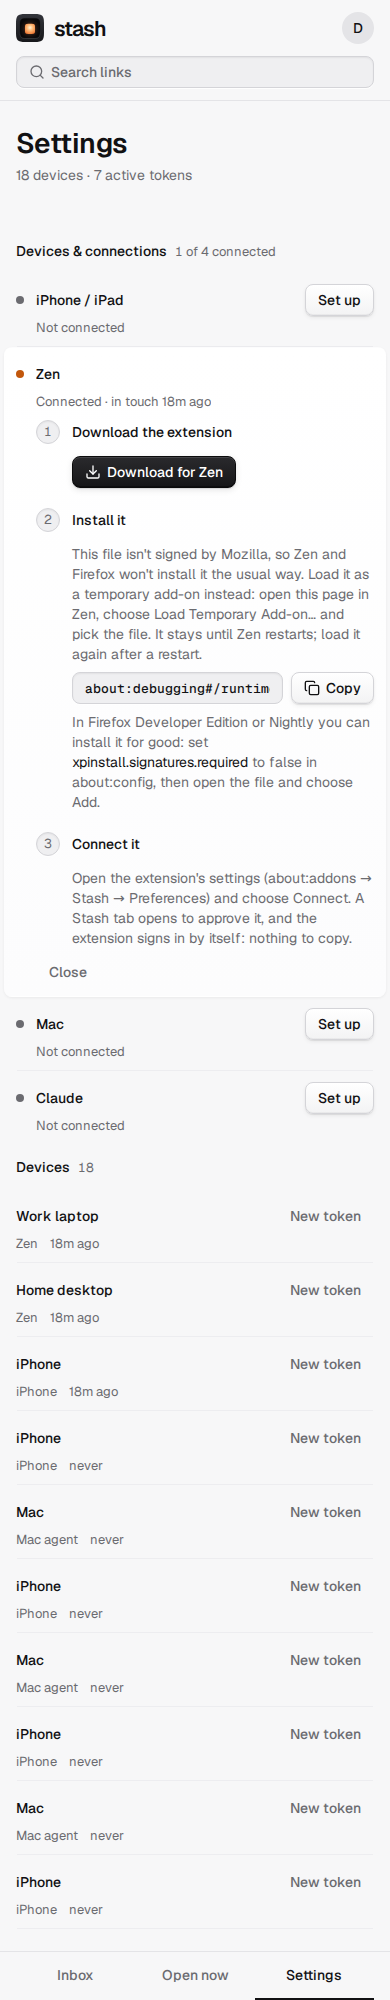 stash
D
Search links
Settings
18 devices · 7 active tokens
Devices & connections 1 of 4 connected
iPhone / iPad
Set up
Not connected
Zen
Connected · in touch 18m ago
1 Download the extension
Download for Zen
2 Install it
This file isn't signed by Mozilla, so Zen and
Firefox won't install it the usual way. Load it as
a temporary add-on instead: open this page in
Zen, choose Load Temporary Add-on… and
pick the file. It stays until Zen restarts; load it
again after a restart.
about:debugging#/runtim
Copy
In Firefox Developer Edition or Nightly you can
install it for good: set
xpinstall.signatures.required to false in
about:config, then open the file and choose
Add.
3 Connect it
Open the extension's settings (about:addons →
Stash → Preferences) and choose Connect. A
Stash tab opens to approve it, and the
extension signs in by itself: nothing to copy.
Close
Mac
Set up
Not connected
Claude
Set up
Not connected
Devices 18
Work laptop
New token
Zen 18m ago
Home desktop
New token
Zen 18m ago
iPhone
New token
iPhone 18m ago
iPhone
New token
iPhone never
Mac
New token
Mac agent never
iPhone
New token
iPhone never
Mac
New token
Mac agent never
iPhone
New token
iPhone never
Mac
New token
Mac agent never
iPhone
New token
iPhone never
Inbox
Open now
Settings